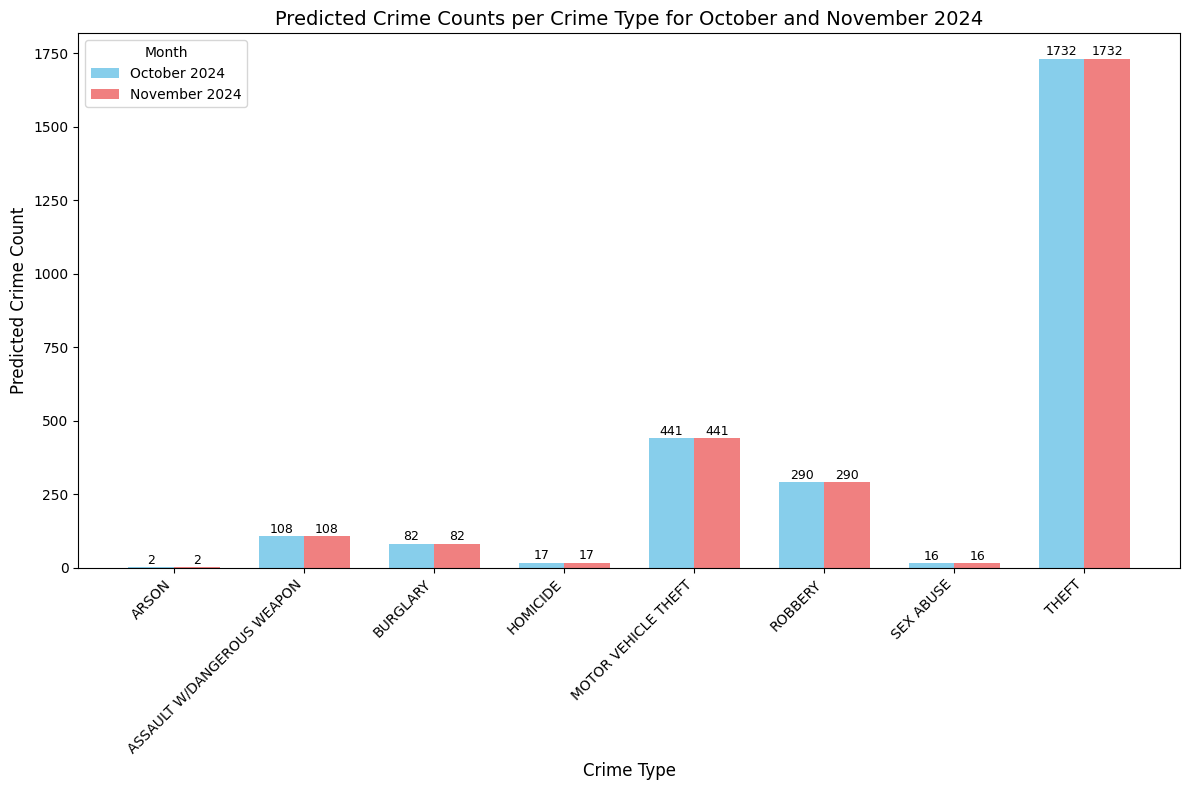 Predicted Crime Counts per Crime Type for October and November 2024
Predicted Crime Count
1750
1500
1250
1000
750
500
250
0
Month
October 2024
November 2024
2 2
108 108
82 82
17 17
441 441
290 290
16 16
1732 1732
ARSON
ASSAULT W/DANGEROUS WEAPON
BURGLARY
HOMICIDE
MOTOR VEHICLE THEFT
ROBBERY
SEX ABUSE
THEFT
Crime Type